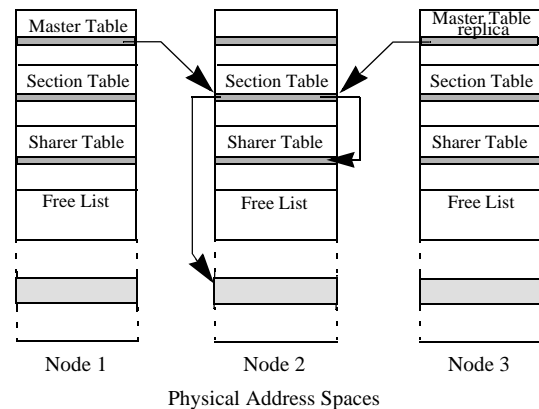 Master Table
Master Table
replica
Section Table
Section Table
Section Table
Sharer Table
Sharer Table
Sharer Table
Free List
Free List
Free List
Node 1
Node 2
Node 3
Physical Address Spaces